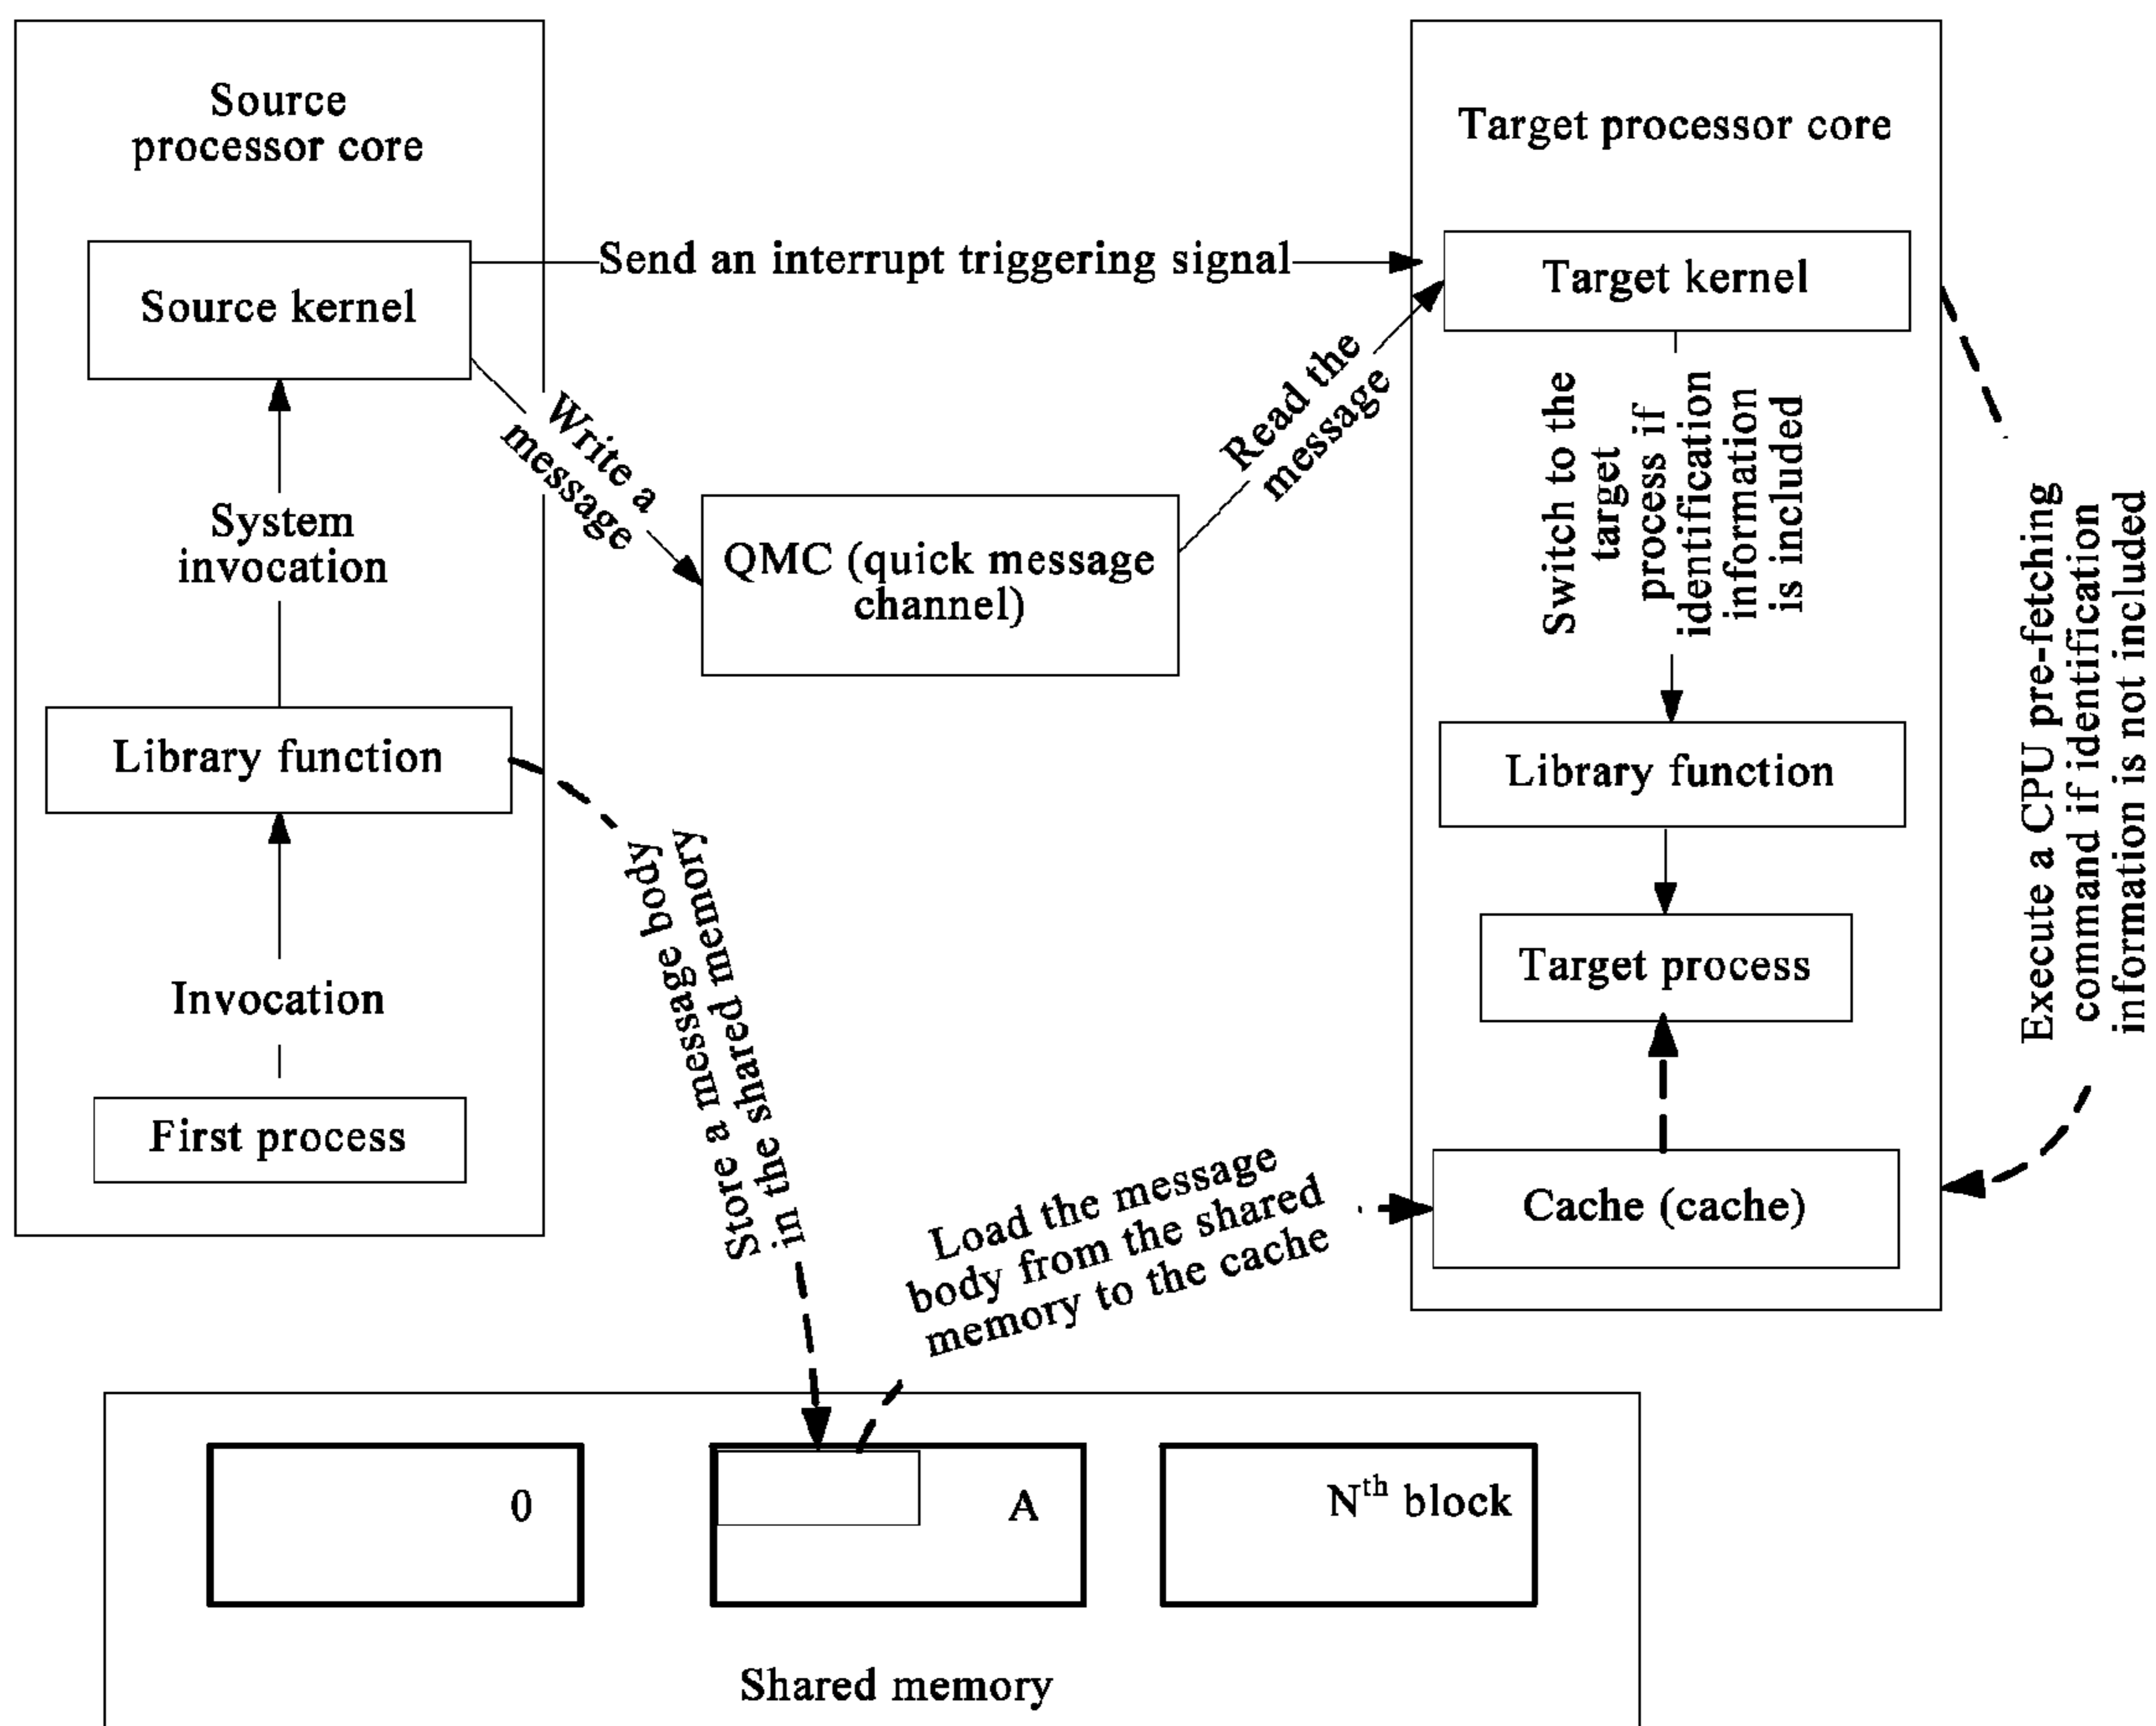 Source
processor core
Target processor core
Source kernel
Send an interrupt triggering signal
Target kernel
Write a
message
Read the
message
Switch to the
target
process if
identification
information
is included
System
invocation
QMC (quick message
channel)
Execute a CPU pre-fetching
command if identification
information is not included
Library function
Library function
Store a message body
in the shared memory
Target process
Invocation
First process
Load the message
body from the shared
memory to the cache
Cache (cache)
0
A
Nth block
Shared memory